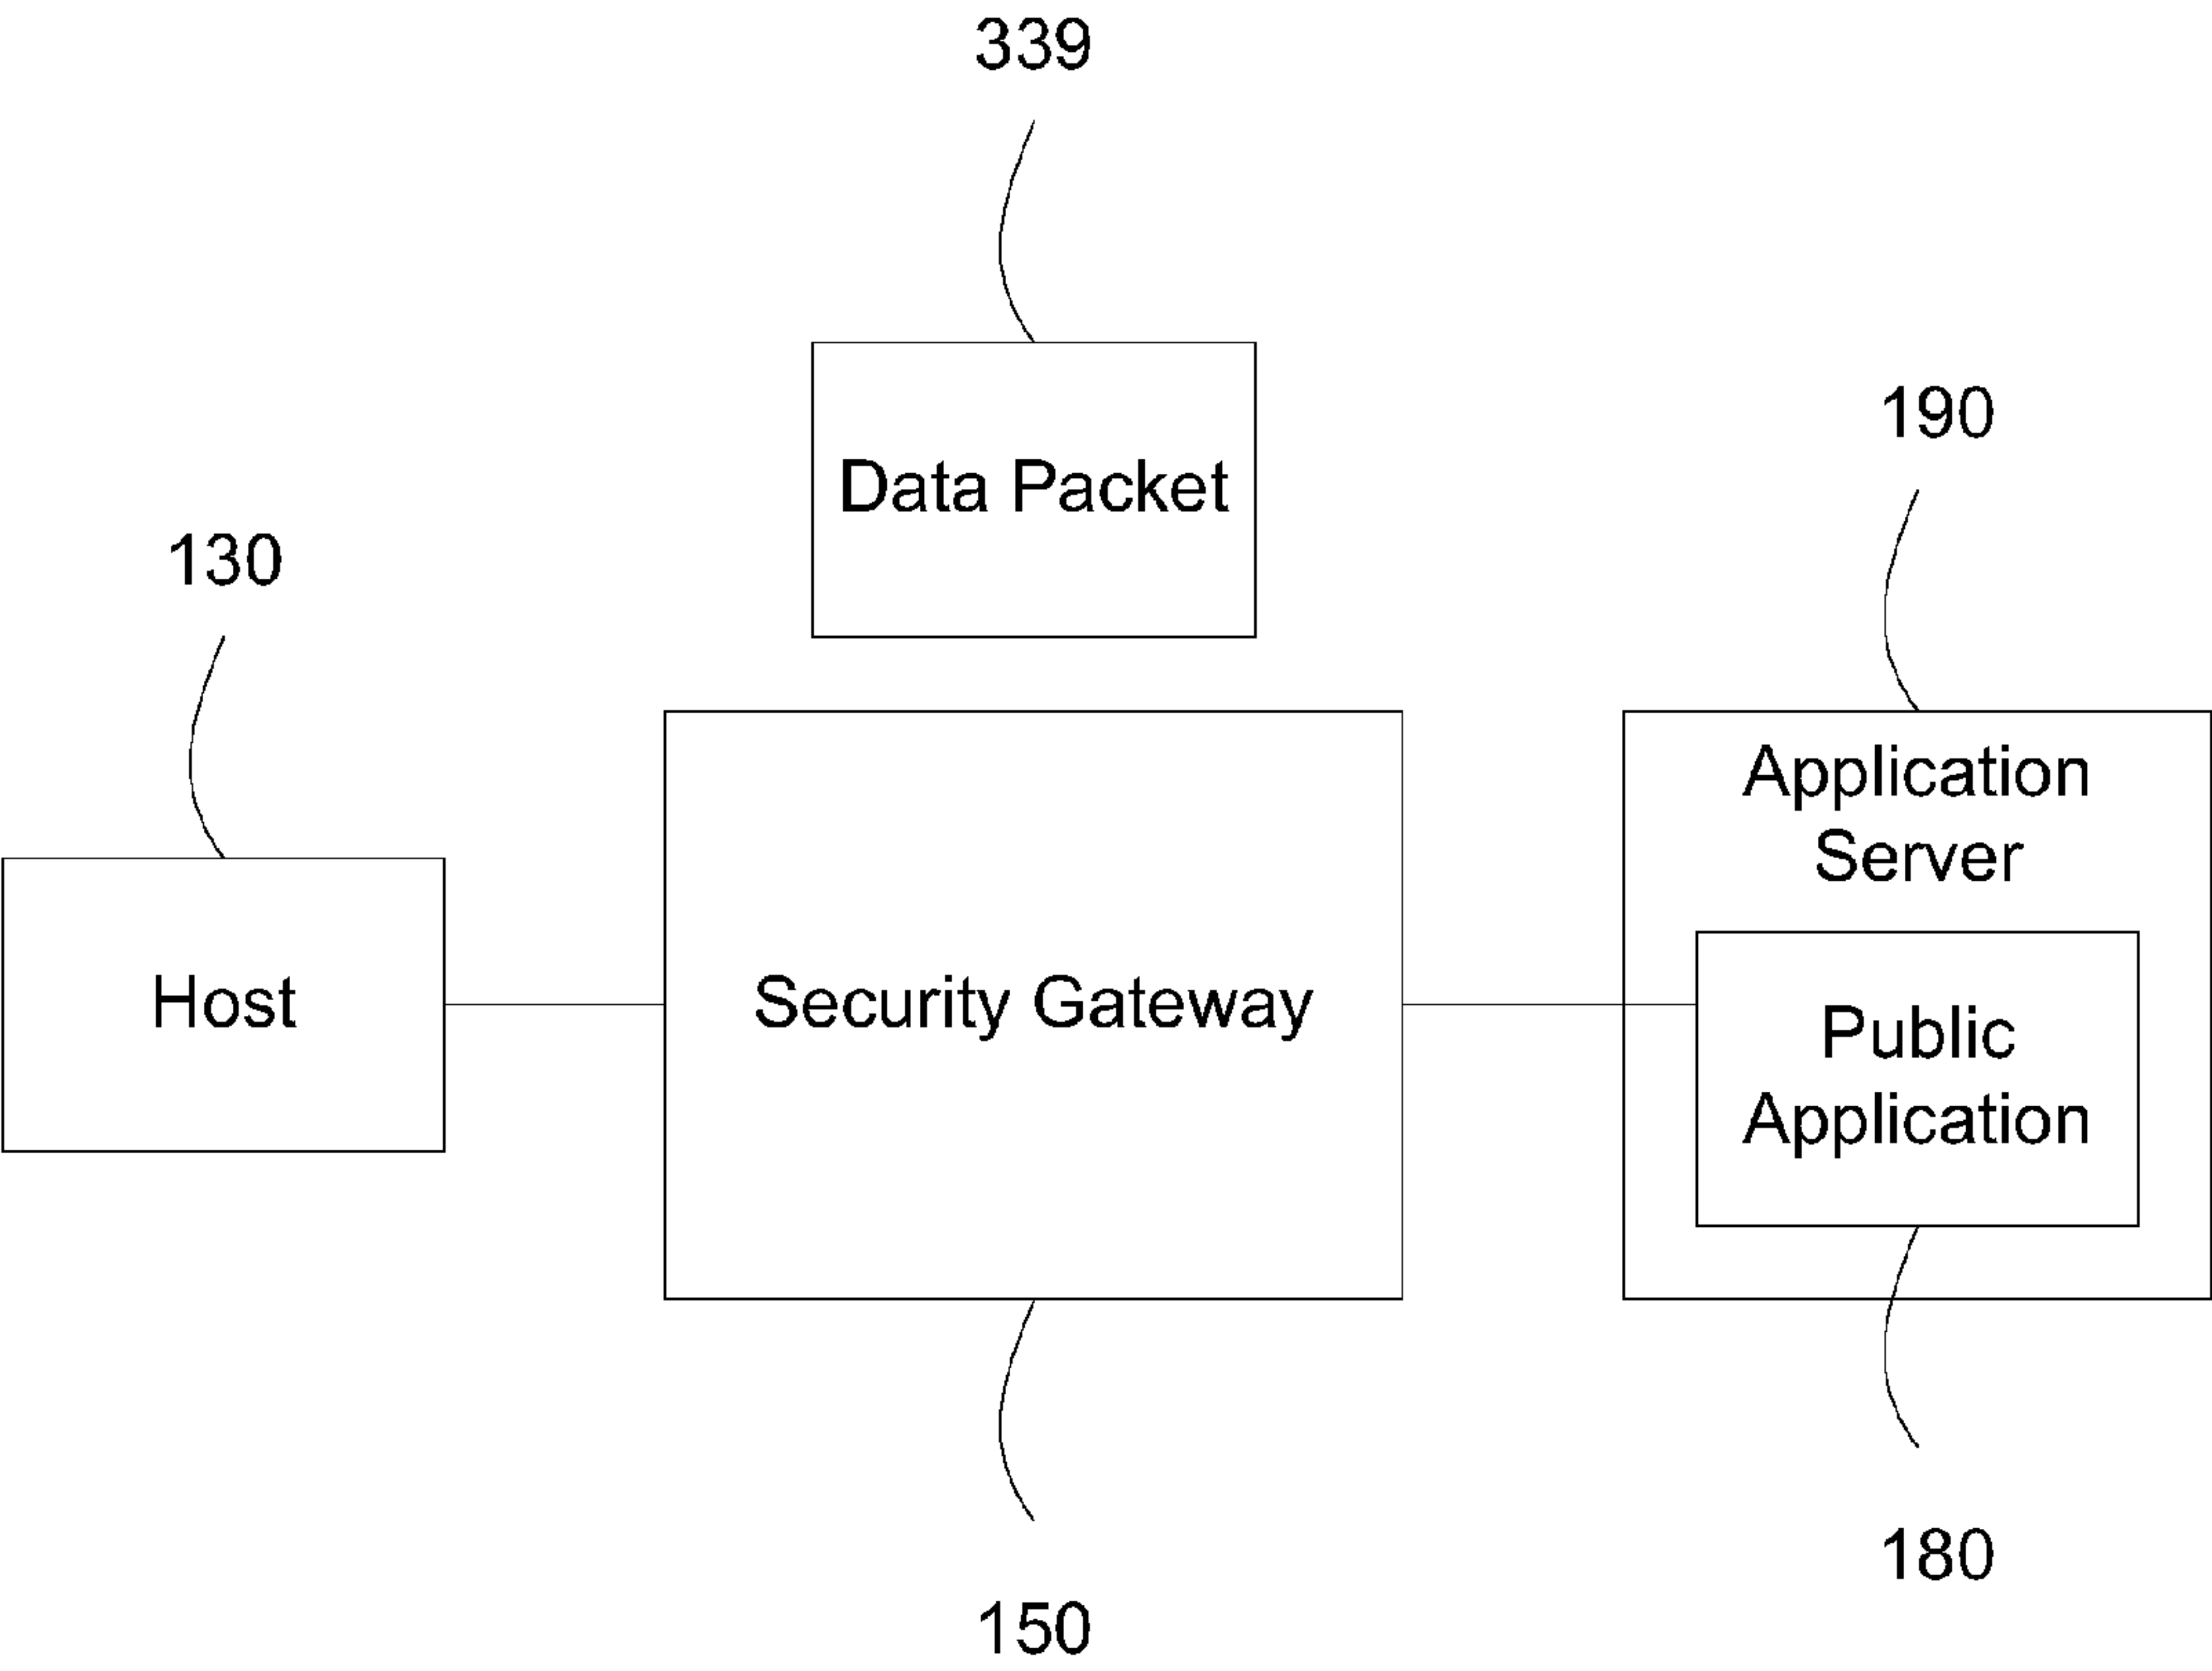 339
Data Packet
190
130
Application
Server
Host
Security Gateway
Public
Application
180
150